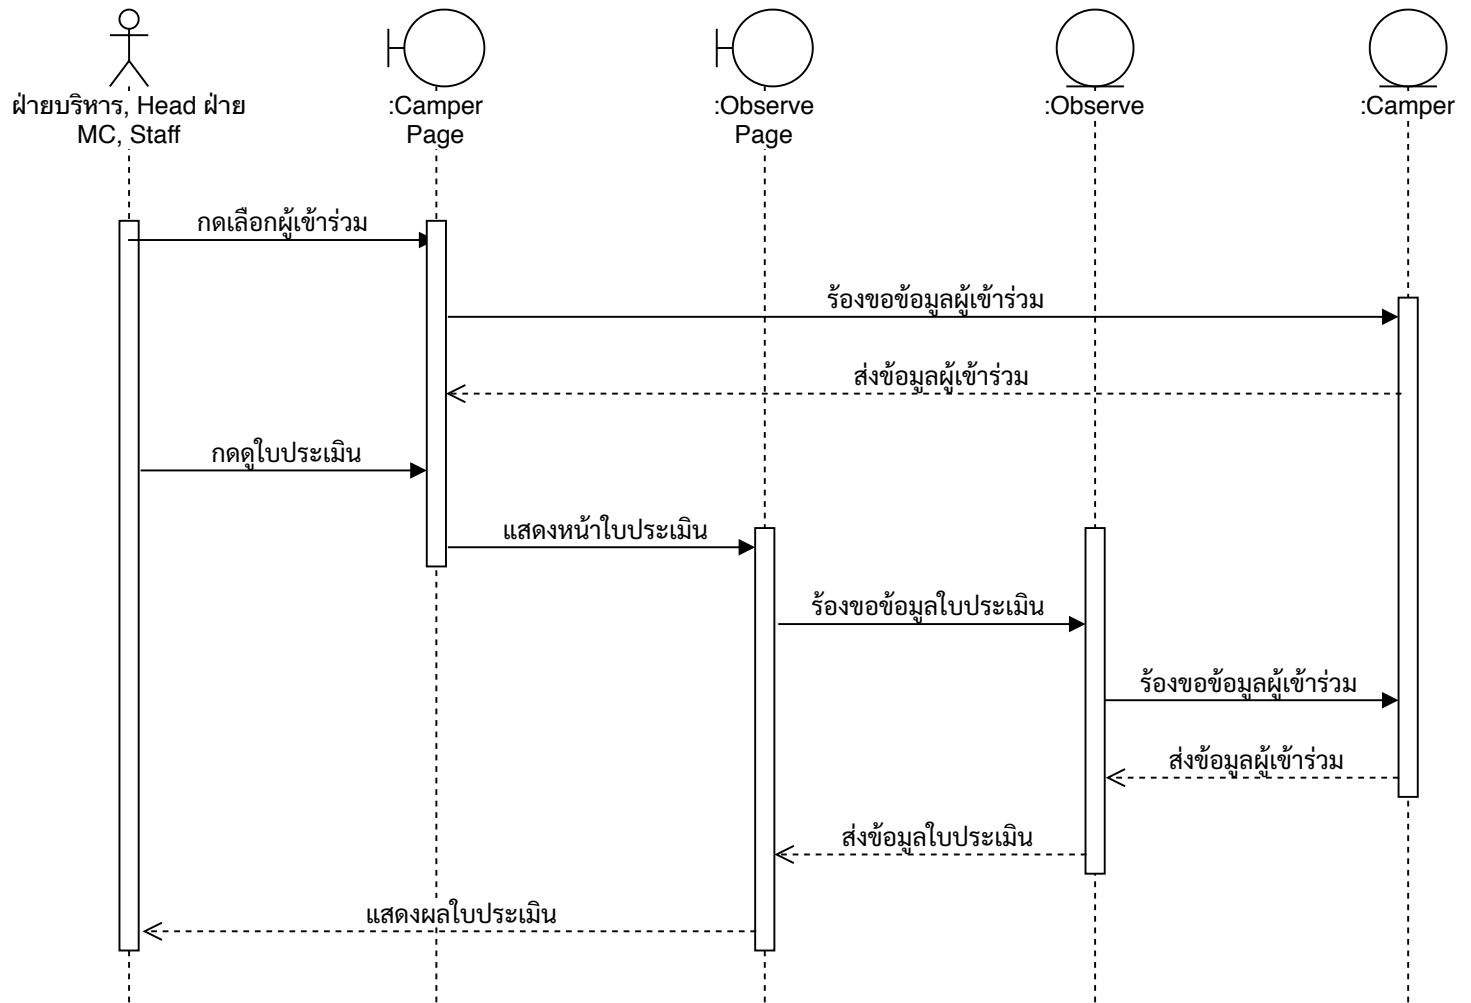 ฝ่ายบริหาร, Head ฝ่าย
MC, Staff
:Camper
Page
:Observe
Page
:Observe
:Camper
กดเลือกผู้เข้าร่วม
ร้องขอข้อมูลผู้เข้าร่วม
ส่งข้อมูลผู้เข้าร่วม
กดดูใบประเมิน
แสดงหน้าใบประเมิน
ร้องขอข้อมูลใบประเมิน
ร้องขอข้อมูลผู้เข้าร่วม
ส่งข้อมูลผู้เข้าร่วม
ส่งข้อมูลใบประเมิน
แสดงผลใบประเมิน